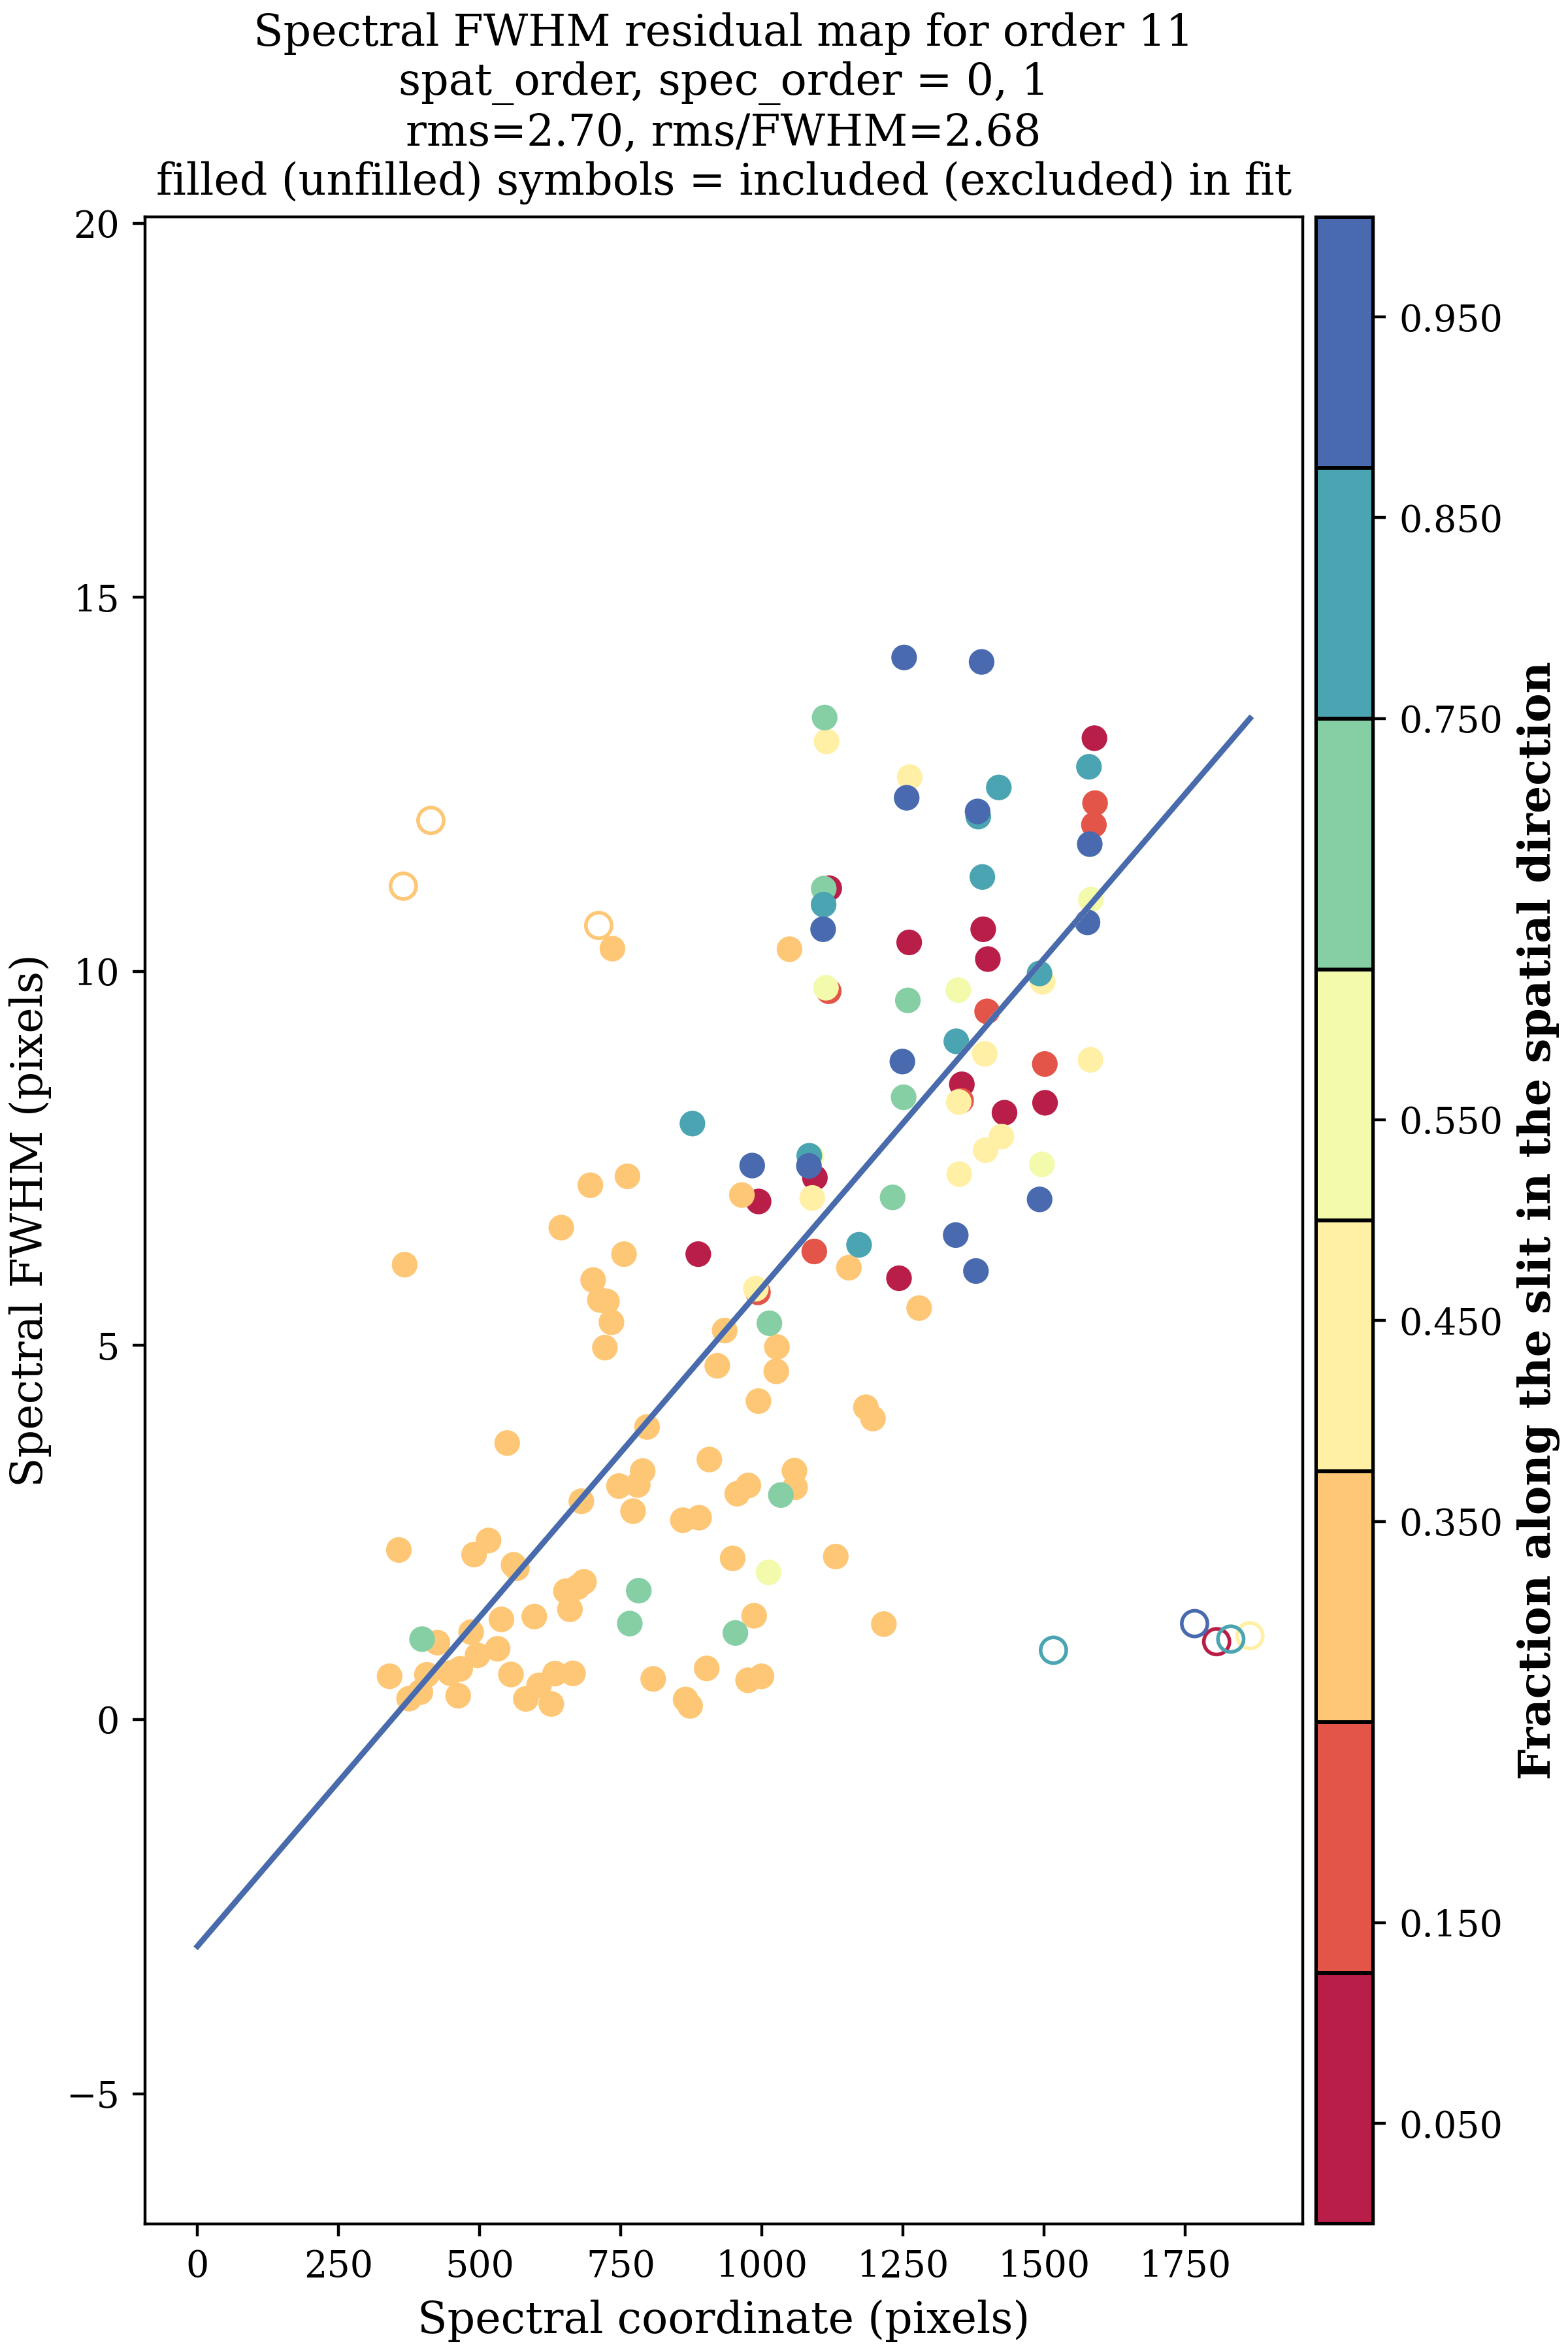 Spectral FWHM residual map for order 11
spat_order, spec_order = 0, 1
rms=2.70, rms/FWHM=2.68
filled (unfilled) symbols = included (excluded) in fit
20
15
10
5
0
−5
Spectral FWHM (pixels)
0 250 500 750 1000 1250 1500 1750
Spectral coordinate (pixels)
0.950
0.850
0.750
0.550
0.450
0.350
0.150
0.050
Fraction along the slit in the spatial direction